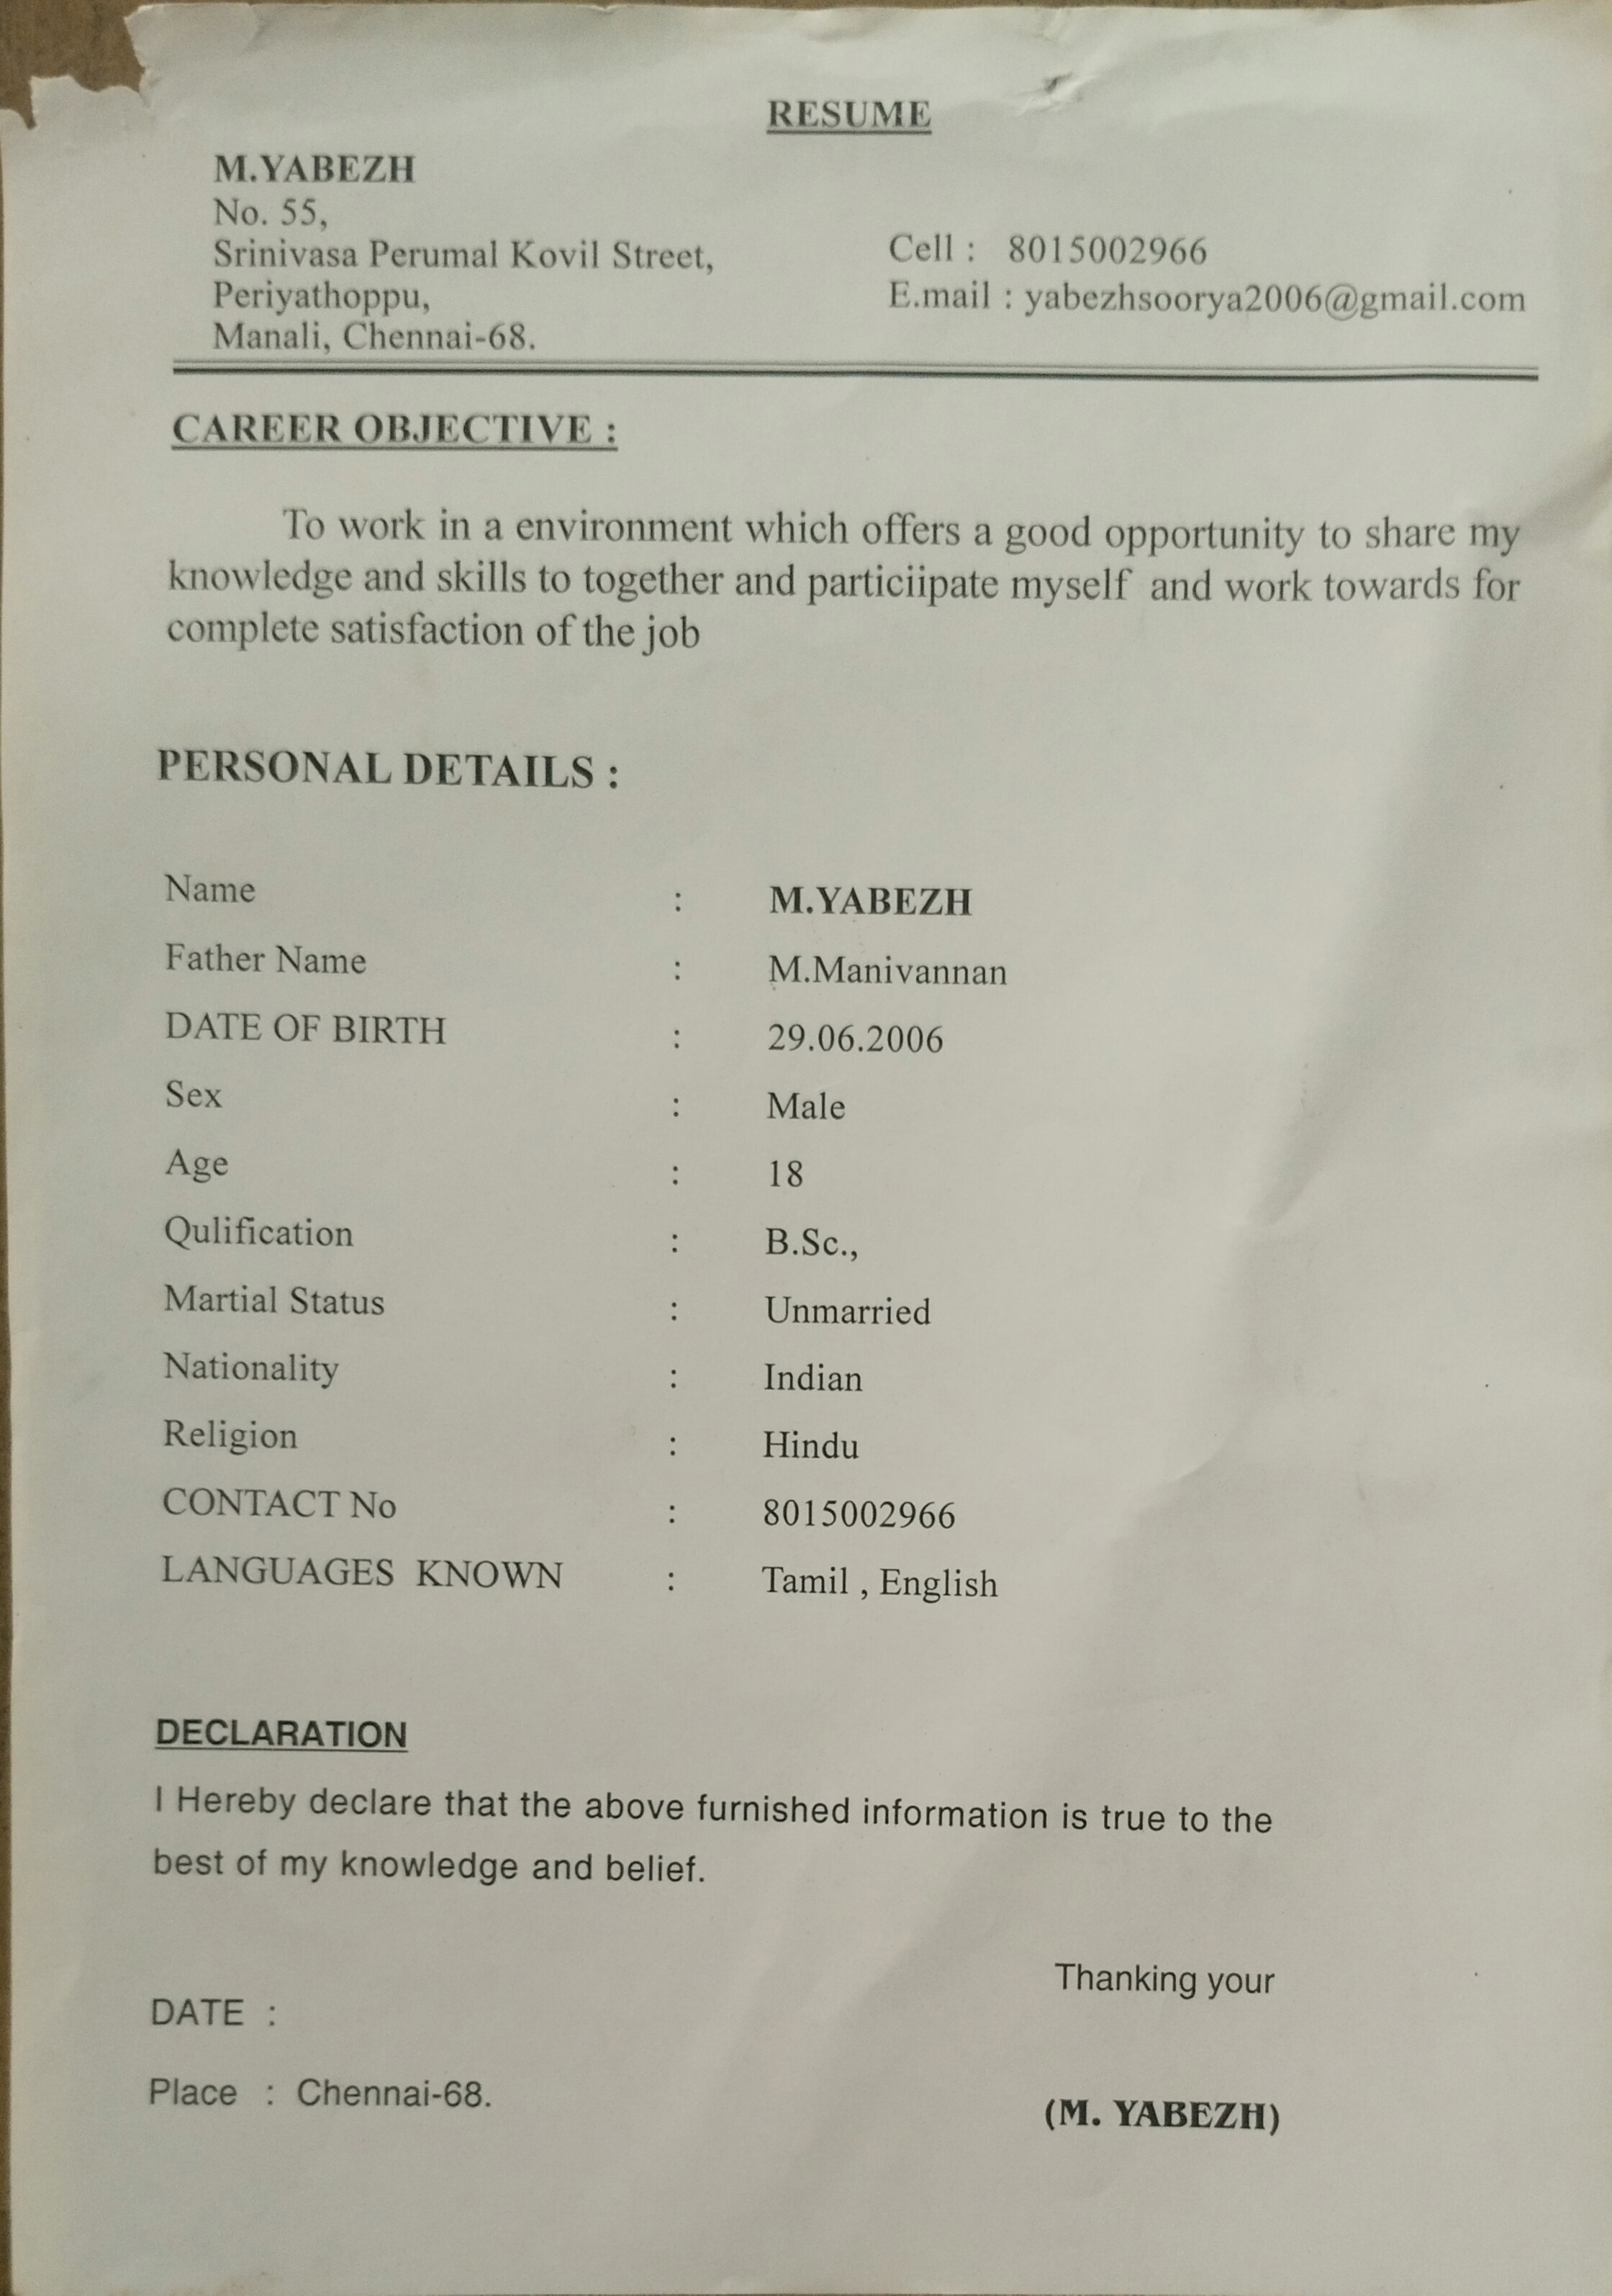 RESUME
M.YABEZH
No. 55,
Srinivasa Perumal Kovil Street,
Periyathoppu,
Manali, Chennai-68.
Cell : 8015002966
E.mail : yabezhsoorya2006@gmail.com
CAREER OBJECTIVE :
To work in a environment which offers a good opportunity to share my
knowledge and skills to together and particiipate myself and work towards for
complete satisfaction of the job
PERSONAL DETAILS :
Name : M.YABEZH
Father Name : M.Manivannan
DATE OF BIRTH : 29.06.2006
Sex : Male
Age : 18
Qulification : B.Sc.,
Martial Status : Unmarried
Nationality : Indian
Religion : Hindu
CONTACT No : 8015002966
LANGUAGES KNOWN : Tamil , English
DECLARATION
I Hereby declare that the above furnished information is true to the
best of my knowledge and belief.
Thanking your
DATE :
Place : Chennai-68.
(M. YABEZH)